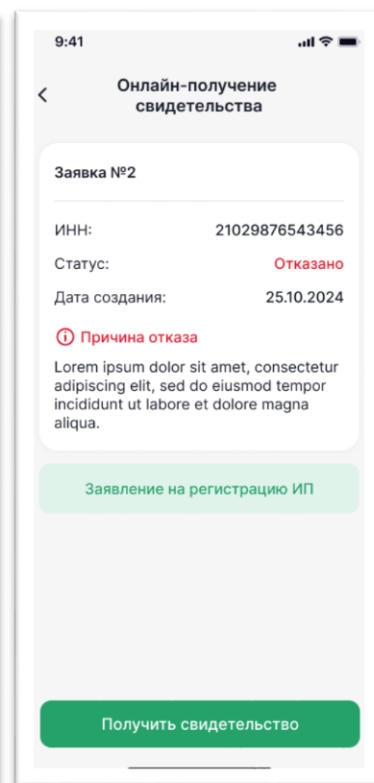 9:41
Онлайн-получение
свидетельства
Заявка №2
ИНН: 21029876543456
Статус: Отказано
Дата создания: 25.10.2024
Причина отказа
Lorem ipsum dolor sit amet, consectetur
adipiscing elit, sed do eiusmod tempor
incididunt ut labore et dolore magna
aliqua.
Заявление на регистрацию ИП
Получить свидетельство